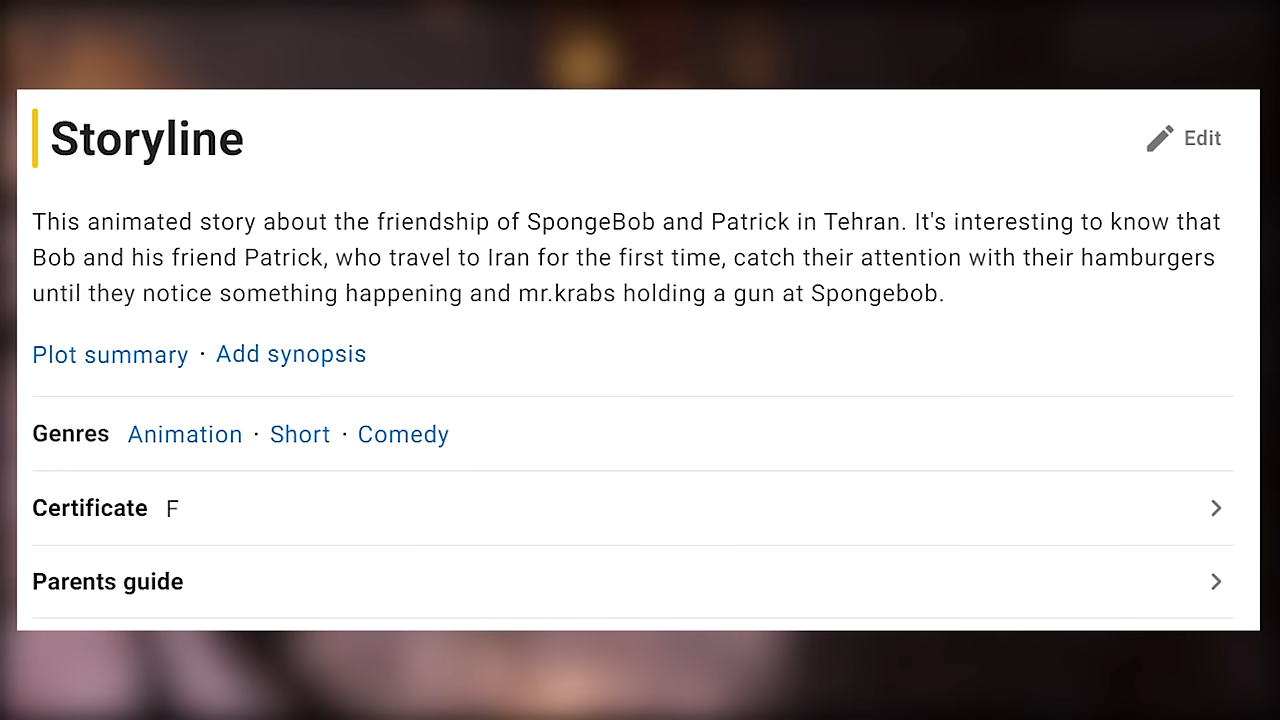 Storyline
Edit
This animated story about the friendship of SpongeBob and Patrick in Tehran. It's interesting to know that
Bob and his friend Patrick, who travel to Iran for the first time, catch their attention with their hamburgers
until they notice something happening and mr.krabs holding a gun at Spongebob.
Plot summary · Add synopsis
Genres Animation · Short · Comedy
Certificate F
Parents guide